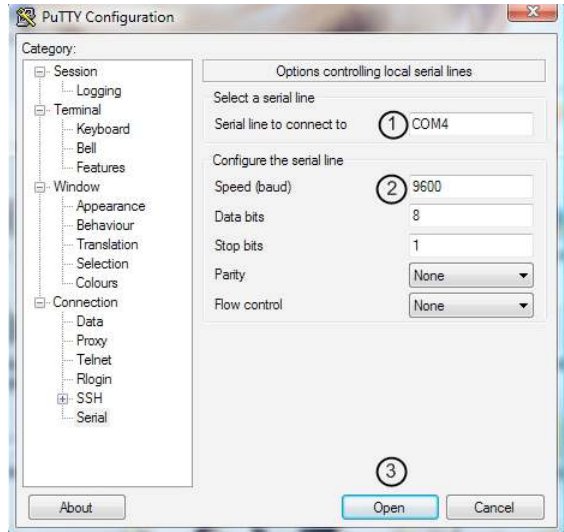 PuTTY Configuration
Category:
Session
Logging
Terminal
Keyboard
Bell
Features
Window
Appearance
Behaviour
Translation
Selection
Colours
Connection
Data
Proxy
Telnet
Rlogin
SSH
Serial
Options controlling local serial lines
Select a serial line
Serial line to connect to 1 COM4
Configure the serial line
Speed (baud) 2 9600
Data bits 8
Stop bits 1
Parity None
Flow control None
3
About Open Cancel